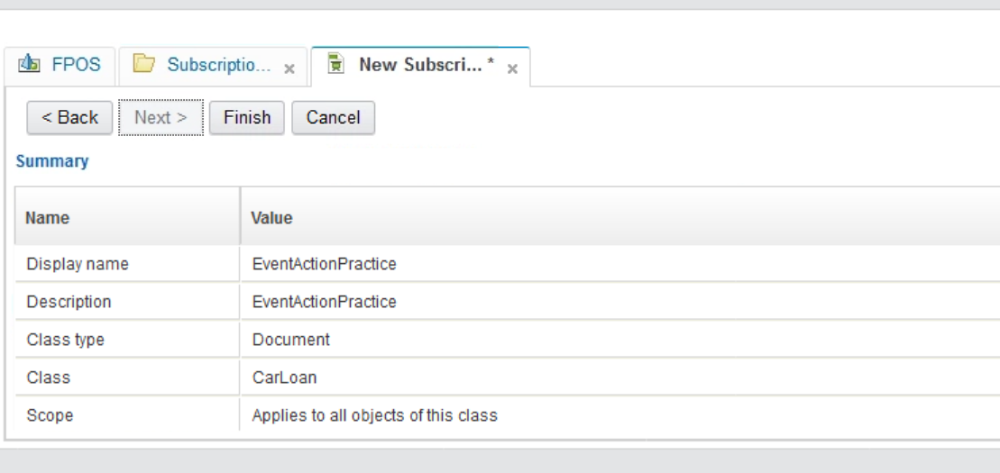 FPOS Subscriptio... x New Subscri... * x
< Back Next > Finish Cancel
Summary
Name Value
Display name EventActionPractice
Description EventActionPractice
Class type Document
Class CarLoan
Scope Applies to all objects of this class